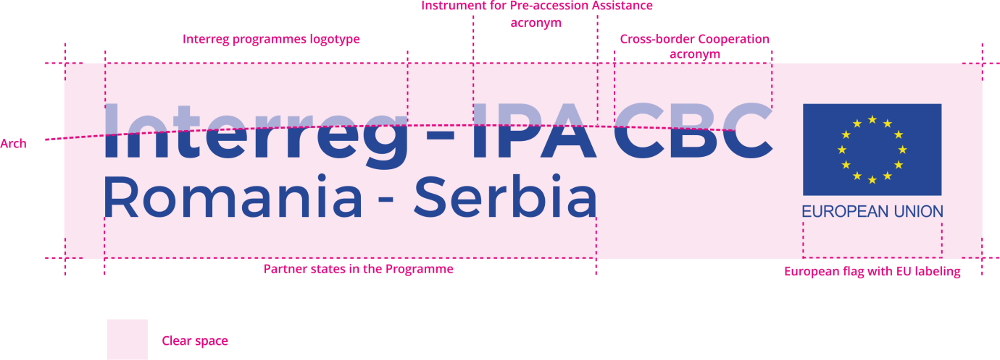 Instrument for Pre-accession Assistance
acronym
Interreg programmes logotype
Cross-border Cooperation
acronym
Arch
Interreg – IPA CBC
Romania - Serbia
EUROPEAN UNION
Partner states in the Programme
European flag with EU labeling
Clear space